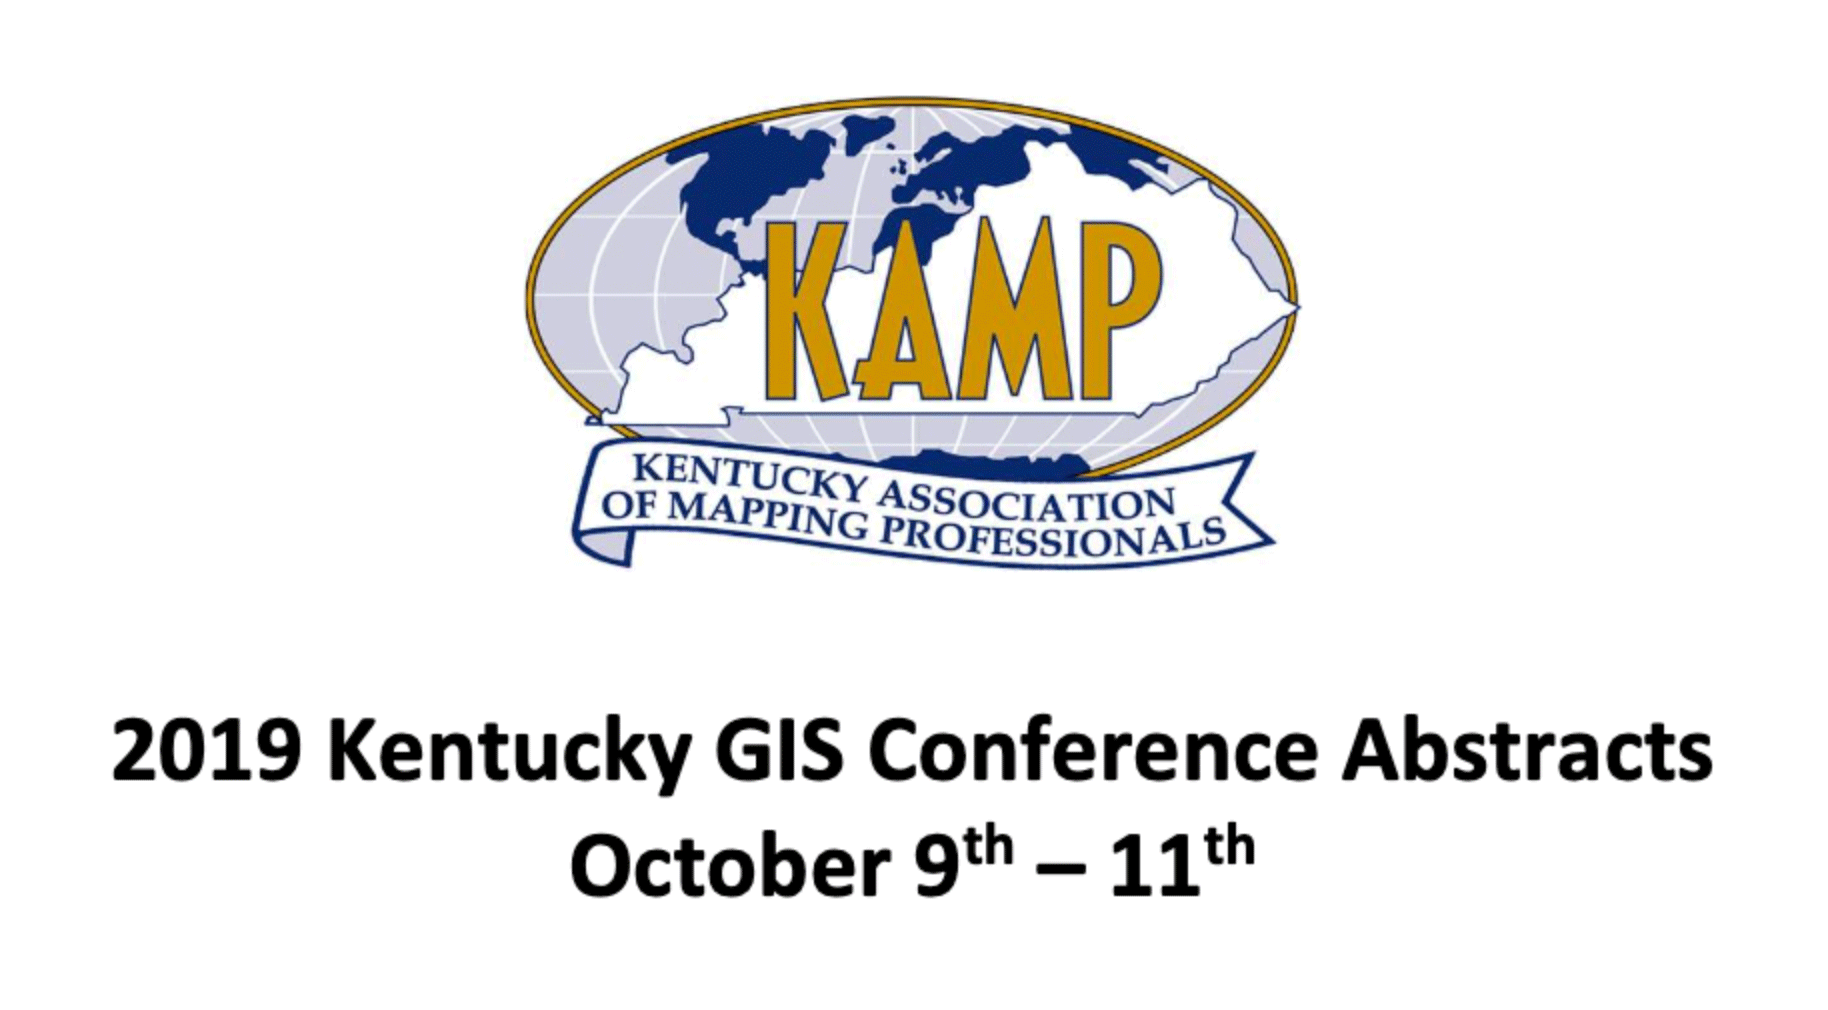 KAMP
KENTUCKY ASSOCIATION
OF MAPPING PROFESSIONALS
2019 Kentucky GIS Conference Abstracts
October 9th – 11th